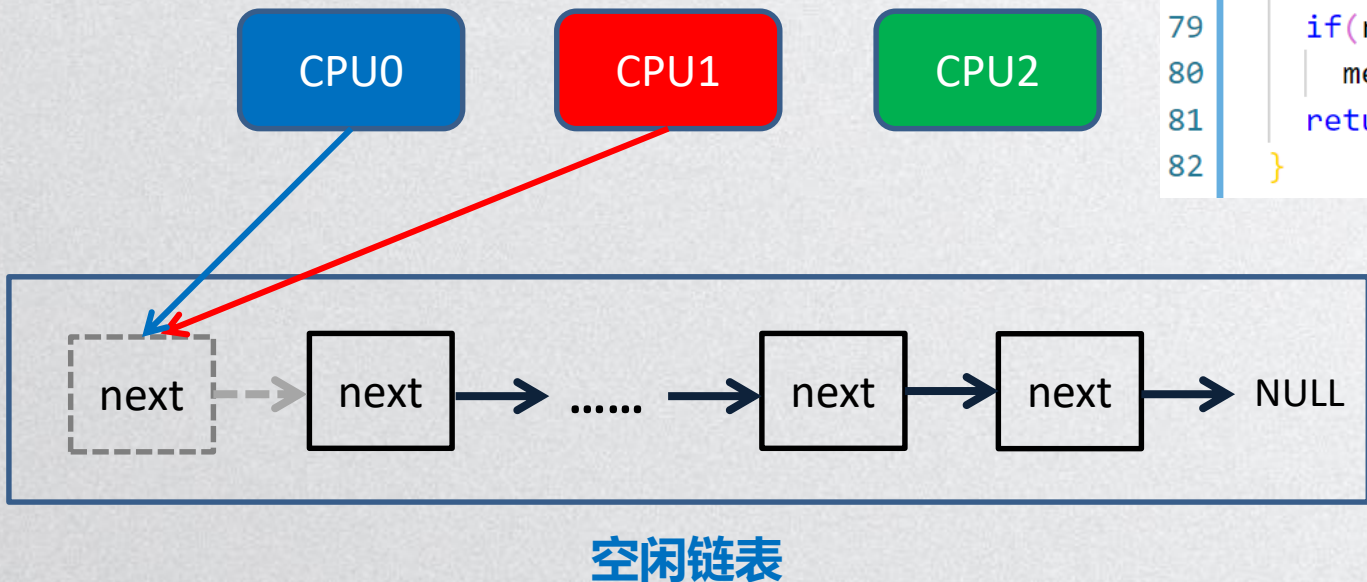 CPU0
CPU1
CPU2
79 if(
80
81
82 }
next
next
......
next
next
NULL
空闲链表